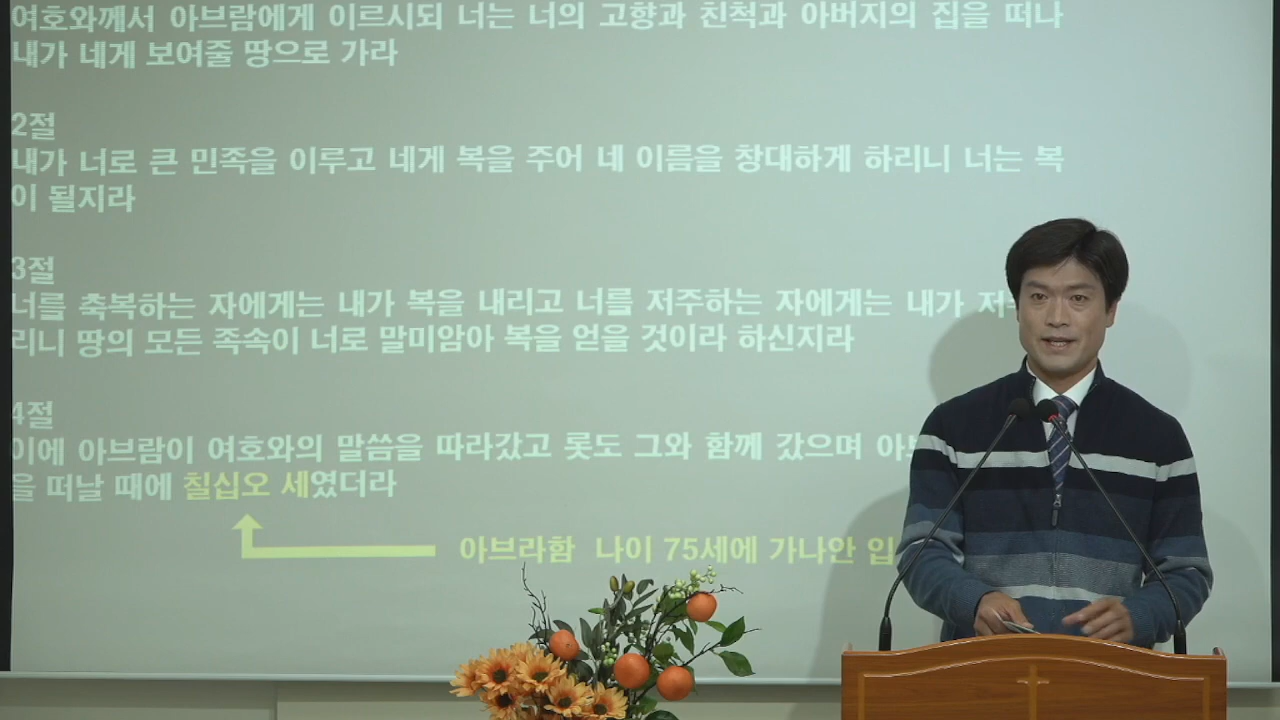 여호와께서 아브람에게 이르시되 너는 너의 고향과 친척과 아버지의 집을 떠나
내가 네게 보여줄 땅으로 가라
2절
내가 너로 큰 민족을 이루고 네게 복을 주어 네 이름을 창대하게 하리니 너는 복
이 될지라
3절
너를 축복하는 자에게는 내가 복을 내리고 너를 저주하는 자에게는 내가
리니 땅의 모든 족속이 너로 말미암아 복을 얻을 것이라 하신지라
4절
이에 아브람이 여호와의 말씀을 따라갔고 롯도 그와 함께 갔으며
을 떠날 때에 칠십오 세였더라
아브라함 나이 75세에 가나안